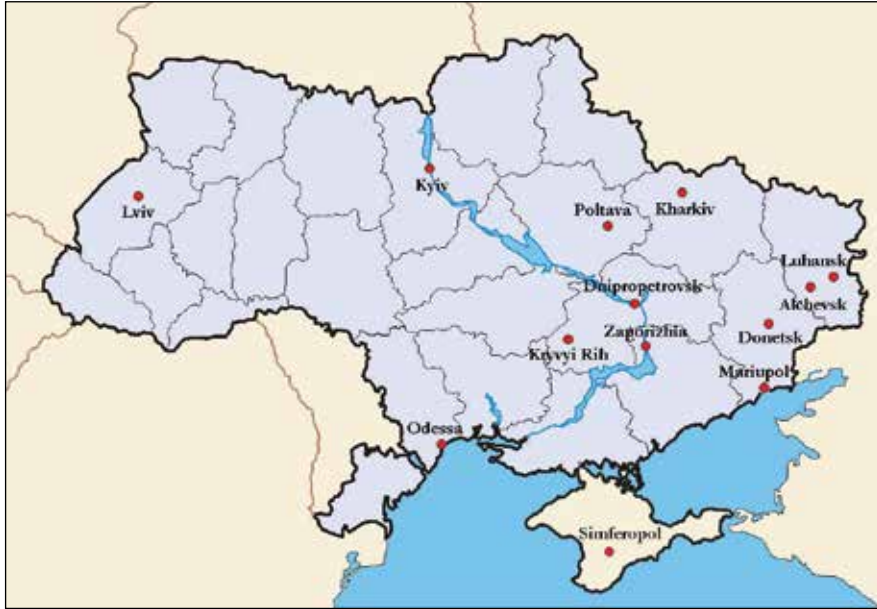 Kyiv
Lviv
Poltava
Kharkiv
Luhansk
Alchevsk
Dnipropetrovsk
Zaporizhia
Kryvyi Rih
Donetsk
Mariupol
Odessa
Simferopol